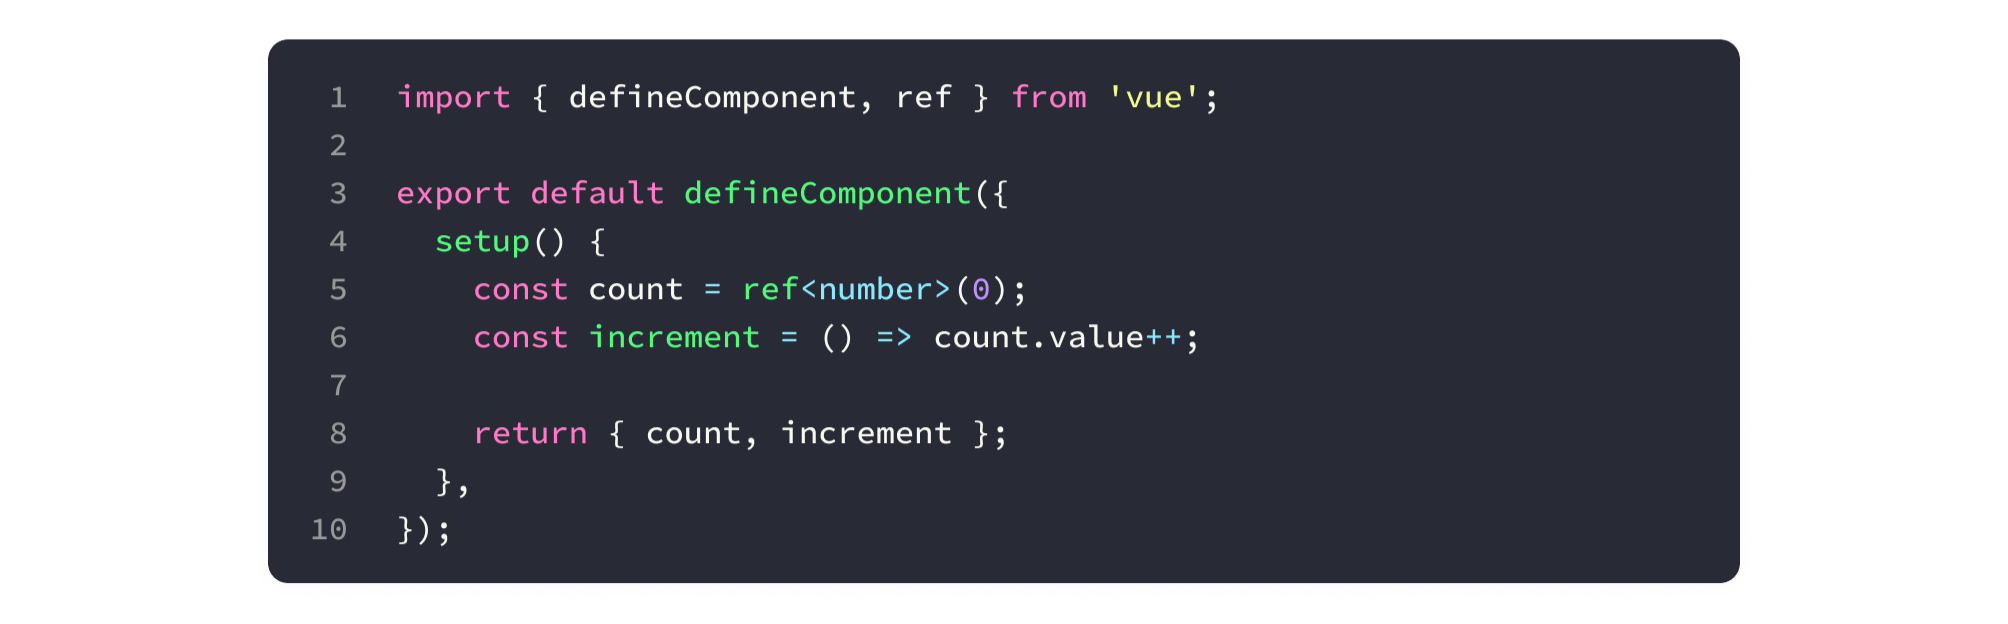 1 import { defineComponent, ref } from 'vue';
2
3 export default defineComponent({
4   setup() {
5     const count = ref<number>(0);
6     const increment = () => count.value++;
7
8     return { count, increment };
9   },
10 });